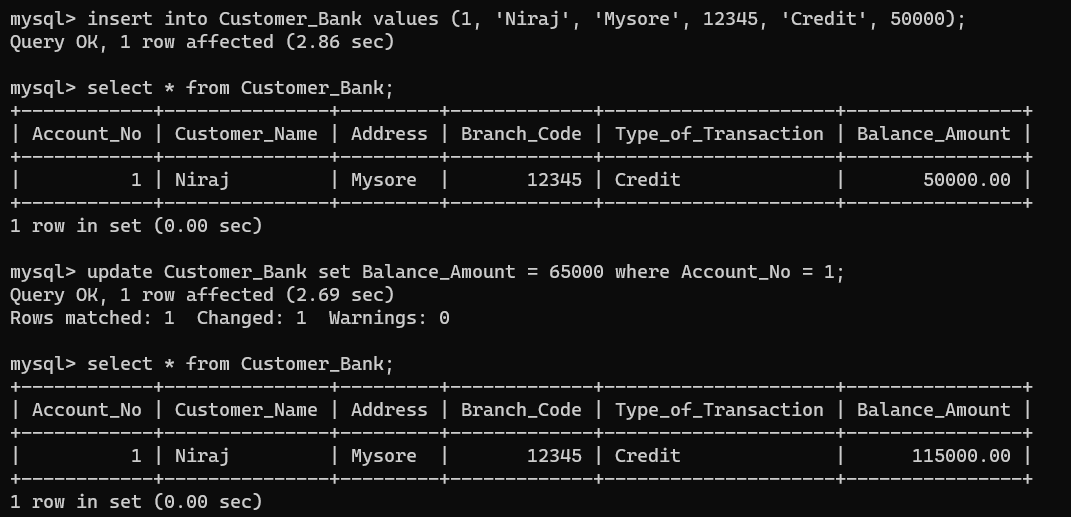 mysql> insert into Customer_Bank values (1, 'Niraj', 'Mysore', 12345, 'Credit', 50000);
Query OK, 1 row affected (2.86 sec)

mysql> select * from Customer_Bank;
+------------+---------------+---------+-------------+---------------------+----------------+
| Account_No | Customer_Name | Address | Branch_Code | Type_of_Transaction | Balance_Amount |
+------------+---------------+---------+-------------+---------------------+----------------+
|          1 | Niraj         | Mysore  |       12345 | Credit              |       50000.00 |
+------------+---------------+---------+-------------+---------------------+----------------+
1 row in set (0.00 sec)

mysql> update Customer_Bank set Balance_Amount = 65000 where Account_No = 1;
Query OK, 1 row affected (2.69 sec)
Rows matched: 1  Changed: 1  Warnings: 0

mysql> select * from Customer_Bank;
+------------+---------------+---------+-------------+---------------------+----------------+
| Account_No | Customer_Name | Address | Branch_Code | Type_of_Transaction | Balance_Amount |
+------------+---------------+---------+-------------+---------------------+----------------+
|          1 | Niraj         | Mysore  |       12345 | Credit              |      115000.00 |
+------------+---------------+---------+-------------+---------------------+----------------+
1 row in set (0.00 sec)